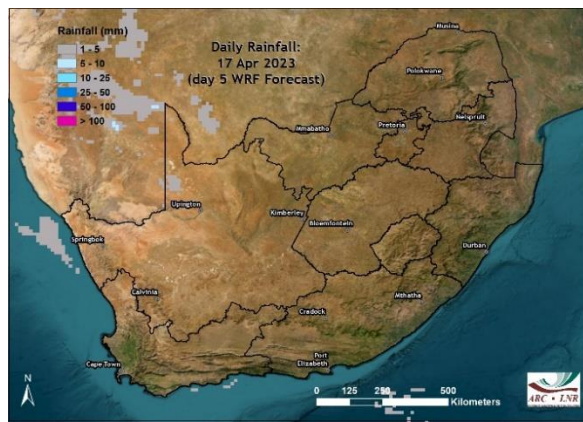 Rainfall (mm)
1 - 5
5 - 10
10 - 25
25 - 50
50 - 100
> 100
Daily Rainfall:
17 Apr 2023
(day 5 WRF Forecast)
Musina
Polokwane
Mmabatho
Pretoria
Nelspruit
Upington
Kimberley
Bloemfontein
Springbok
Durban
Calvinia
Mthatha
Cradock
Cape Town
Port
Elizabeth
N
0 125 250 500
Kilometers
ARC • LNR